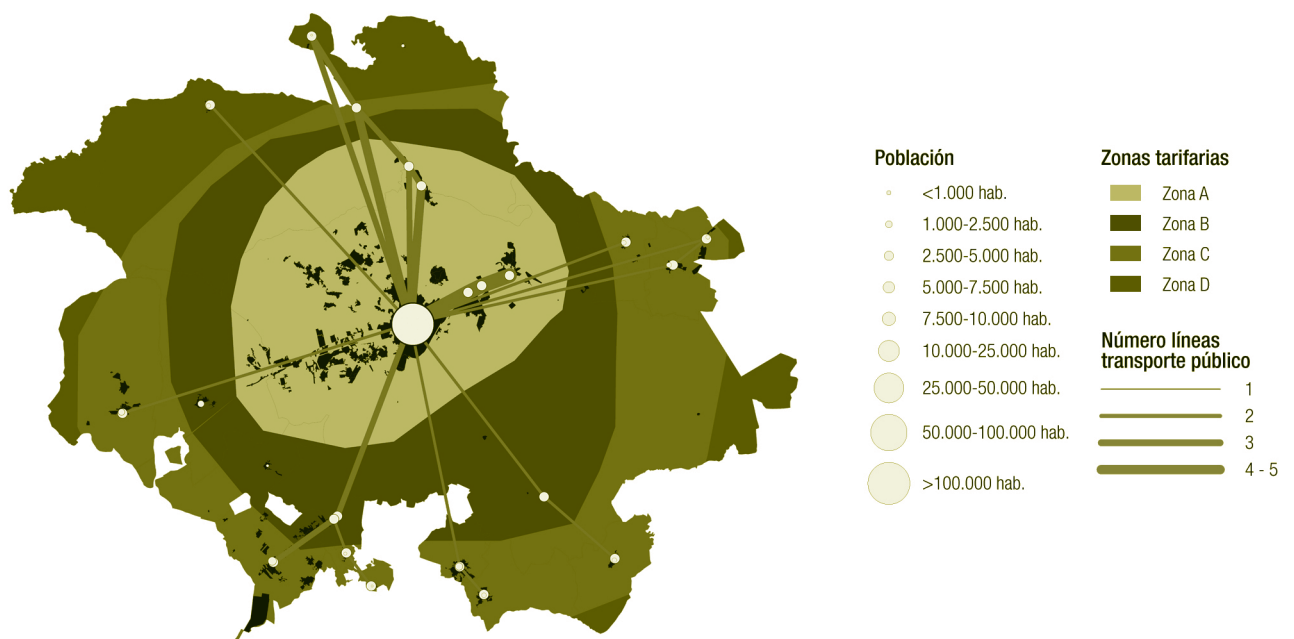 Población
<1.000 hab.
1.000-2.500 hab.
2.500-5.000 hab.
5.000-7.500 hab.
7.500-10.000 hab.
10.000-25.000 hab.
25.000-50.000 hab.
50.000-100.000 hab.
>100.000 hab.
Zonas tarifarias
Zona A
Zona B
Zona C
Zona D
Número líneas
transporte público
1
2
3
4 - 5